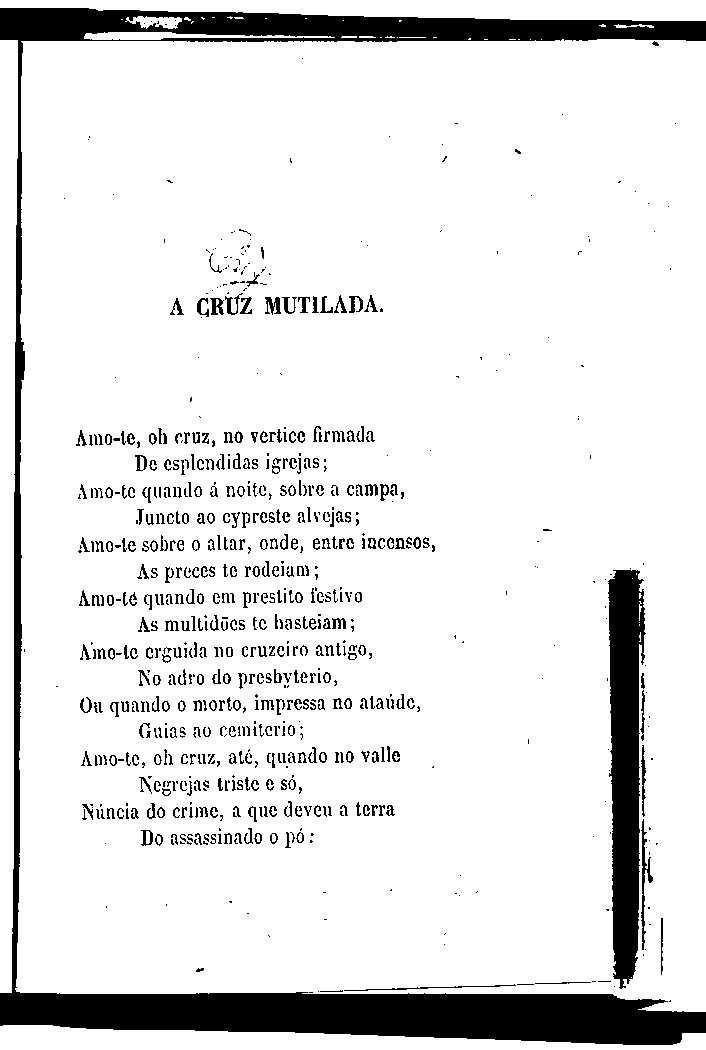 A CRUZ MUTILADA.
Amo-te, oh cruz, no vertice firmada
De esplendidas igrejas;
Amo-te quando á noite, sobre a campa,
Juncto ao cypreste alvejas;
Amo-te sobre o altar, onde, entre incensos,
As preces te rodeiam;
Amo-te quando em prestito festivo
As multidões te hasteiam;
Amo-te erguida no cruzeiro antigo,
No adro do presbyterio,
Ou quando o morto, impressa no ataúde,
Guias ao cemiterio;
Amo-te, oh cruz, até, quando no valle
Negrejas triste e só,
Núncia do crime, a que deveu a terra
Do assassinado o pó: